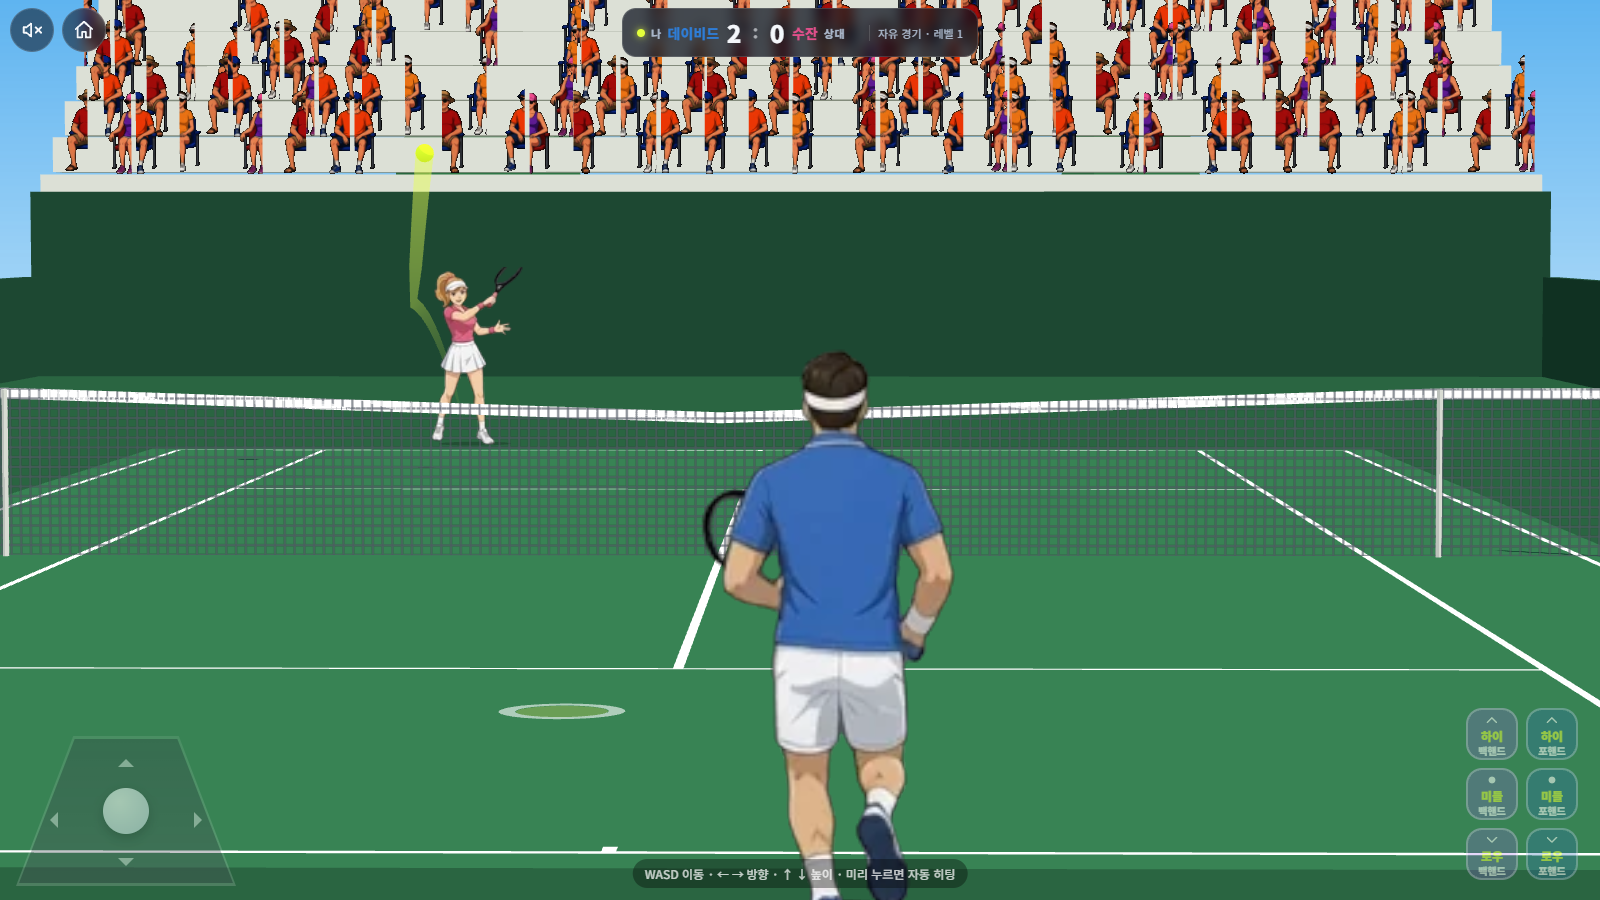 나 데이비드 2 : 0 수잔 상대 자유 경기 · 레벨 1
하이 백핸드
하이 포핸드
미들 백핸드
미들 포핸드
로우 백핸드
로우 포핸드
WASD 이동 · ←→ 방향 · ↑↓ 높이 · 미리 누르면 자동 히팅